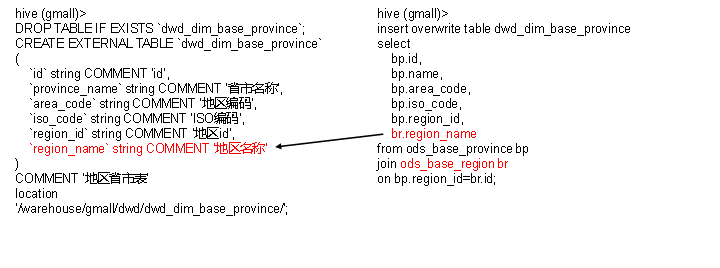 hive (gmall)>
DROP TABLE IF EXISTS `dwd_dim_base_province`;
CREATE EXTERNAL TABLE `dwd_dim_base_province`
(
`id` string COMMENT 'id',
`province_name` string COMMENT '省市名称',
`area_code` string COMMENT '地区编码',
`iso_code` string COMMENT 'ISO编码',
`region_id` string COMMENT '地区id',
`region_name` string COMMENT '地区名称'
)
COMMENT '地区省市表'
location
'/warehouse/gmall/dwd/dwd_dim_base_province/';
hive (gmall)>
insert overwrite table dwd_dim_base_province
select
bp.id,
bp.name,
bp.area_code,
bp.iso_code,
bp.region_id,
br.region_name
from ods_base_province bp
join ods_base_region br
on bp.region_id=br.id;